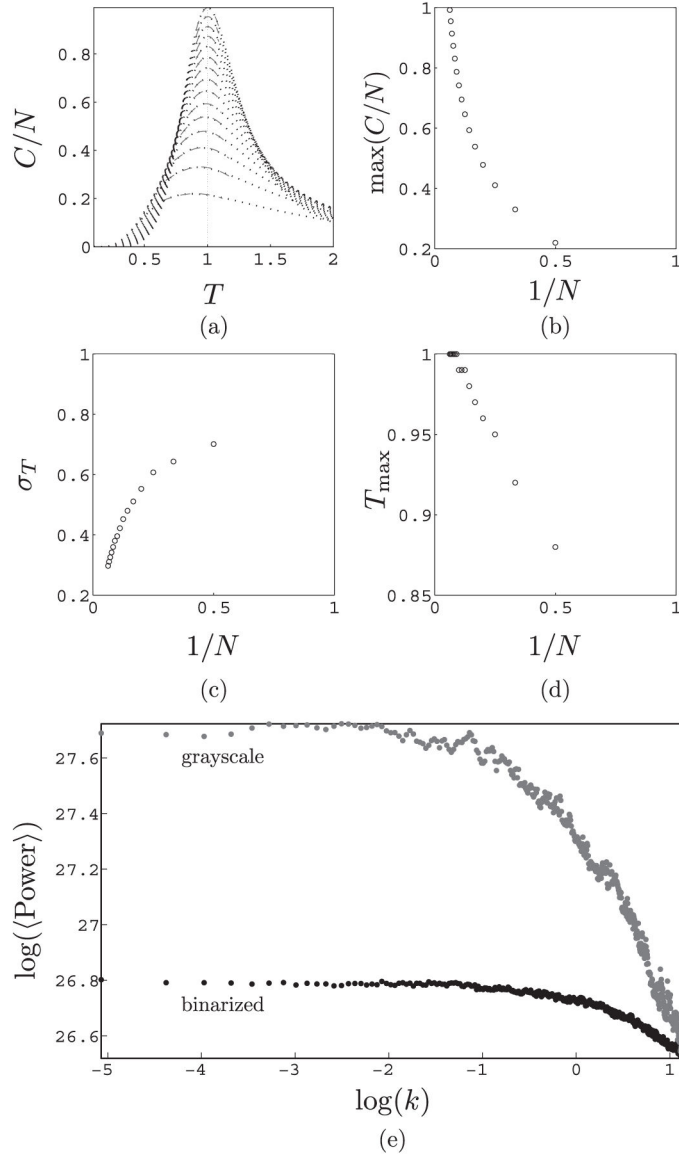 1
0.8
0.6
0.4
0.2
0
0.5 1 1.5 2
C/N
T
(a)
1
0.8
0.6
0.4
0.2
0 0.5 1
max(C/N)
1/N
(b)
1
0.8
0.6
0.4
0.2
0 0.5 1
σ_T
1/N
(c)
1
0.95
0.9
0.85
0 0.5 1
T_max
1/N
(d)
27.6
27.4
27.2
27
26.8
26.6
grayscale
binarized
-5 -4 -3 -2 -1 0 1
log(⟨Power⟩)
log(k)
(e)